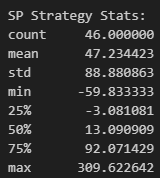 SP Strategy Stats:
count 46.000000
mean 47.234423
std 88.880863
min -59.833333
25% -3.081081
50% 13.090909
75% 92.071429
max 309.622642